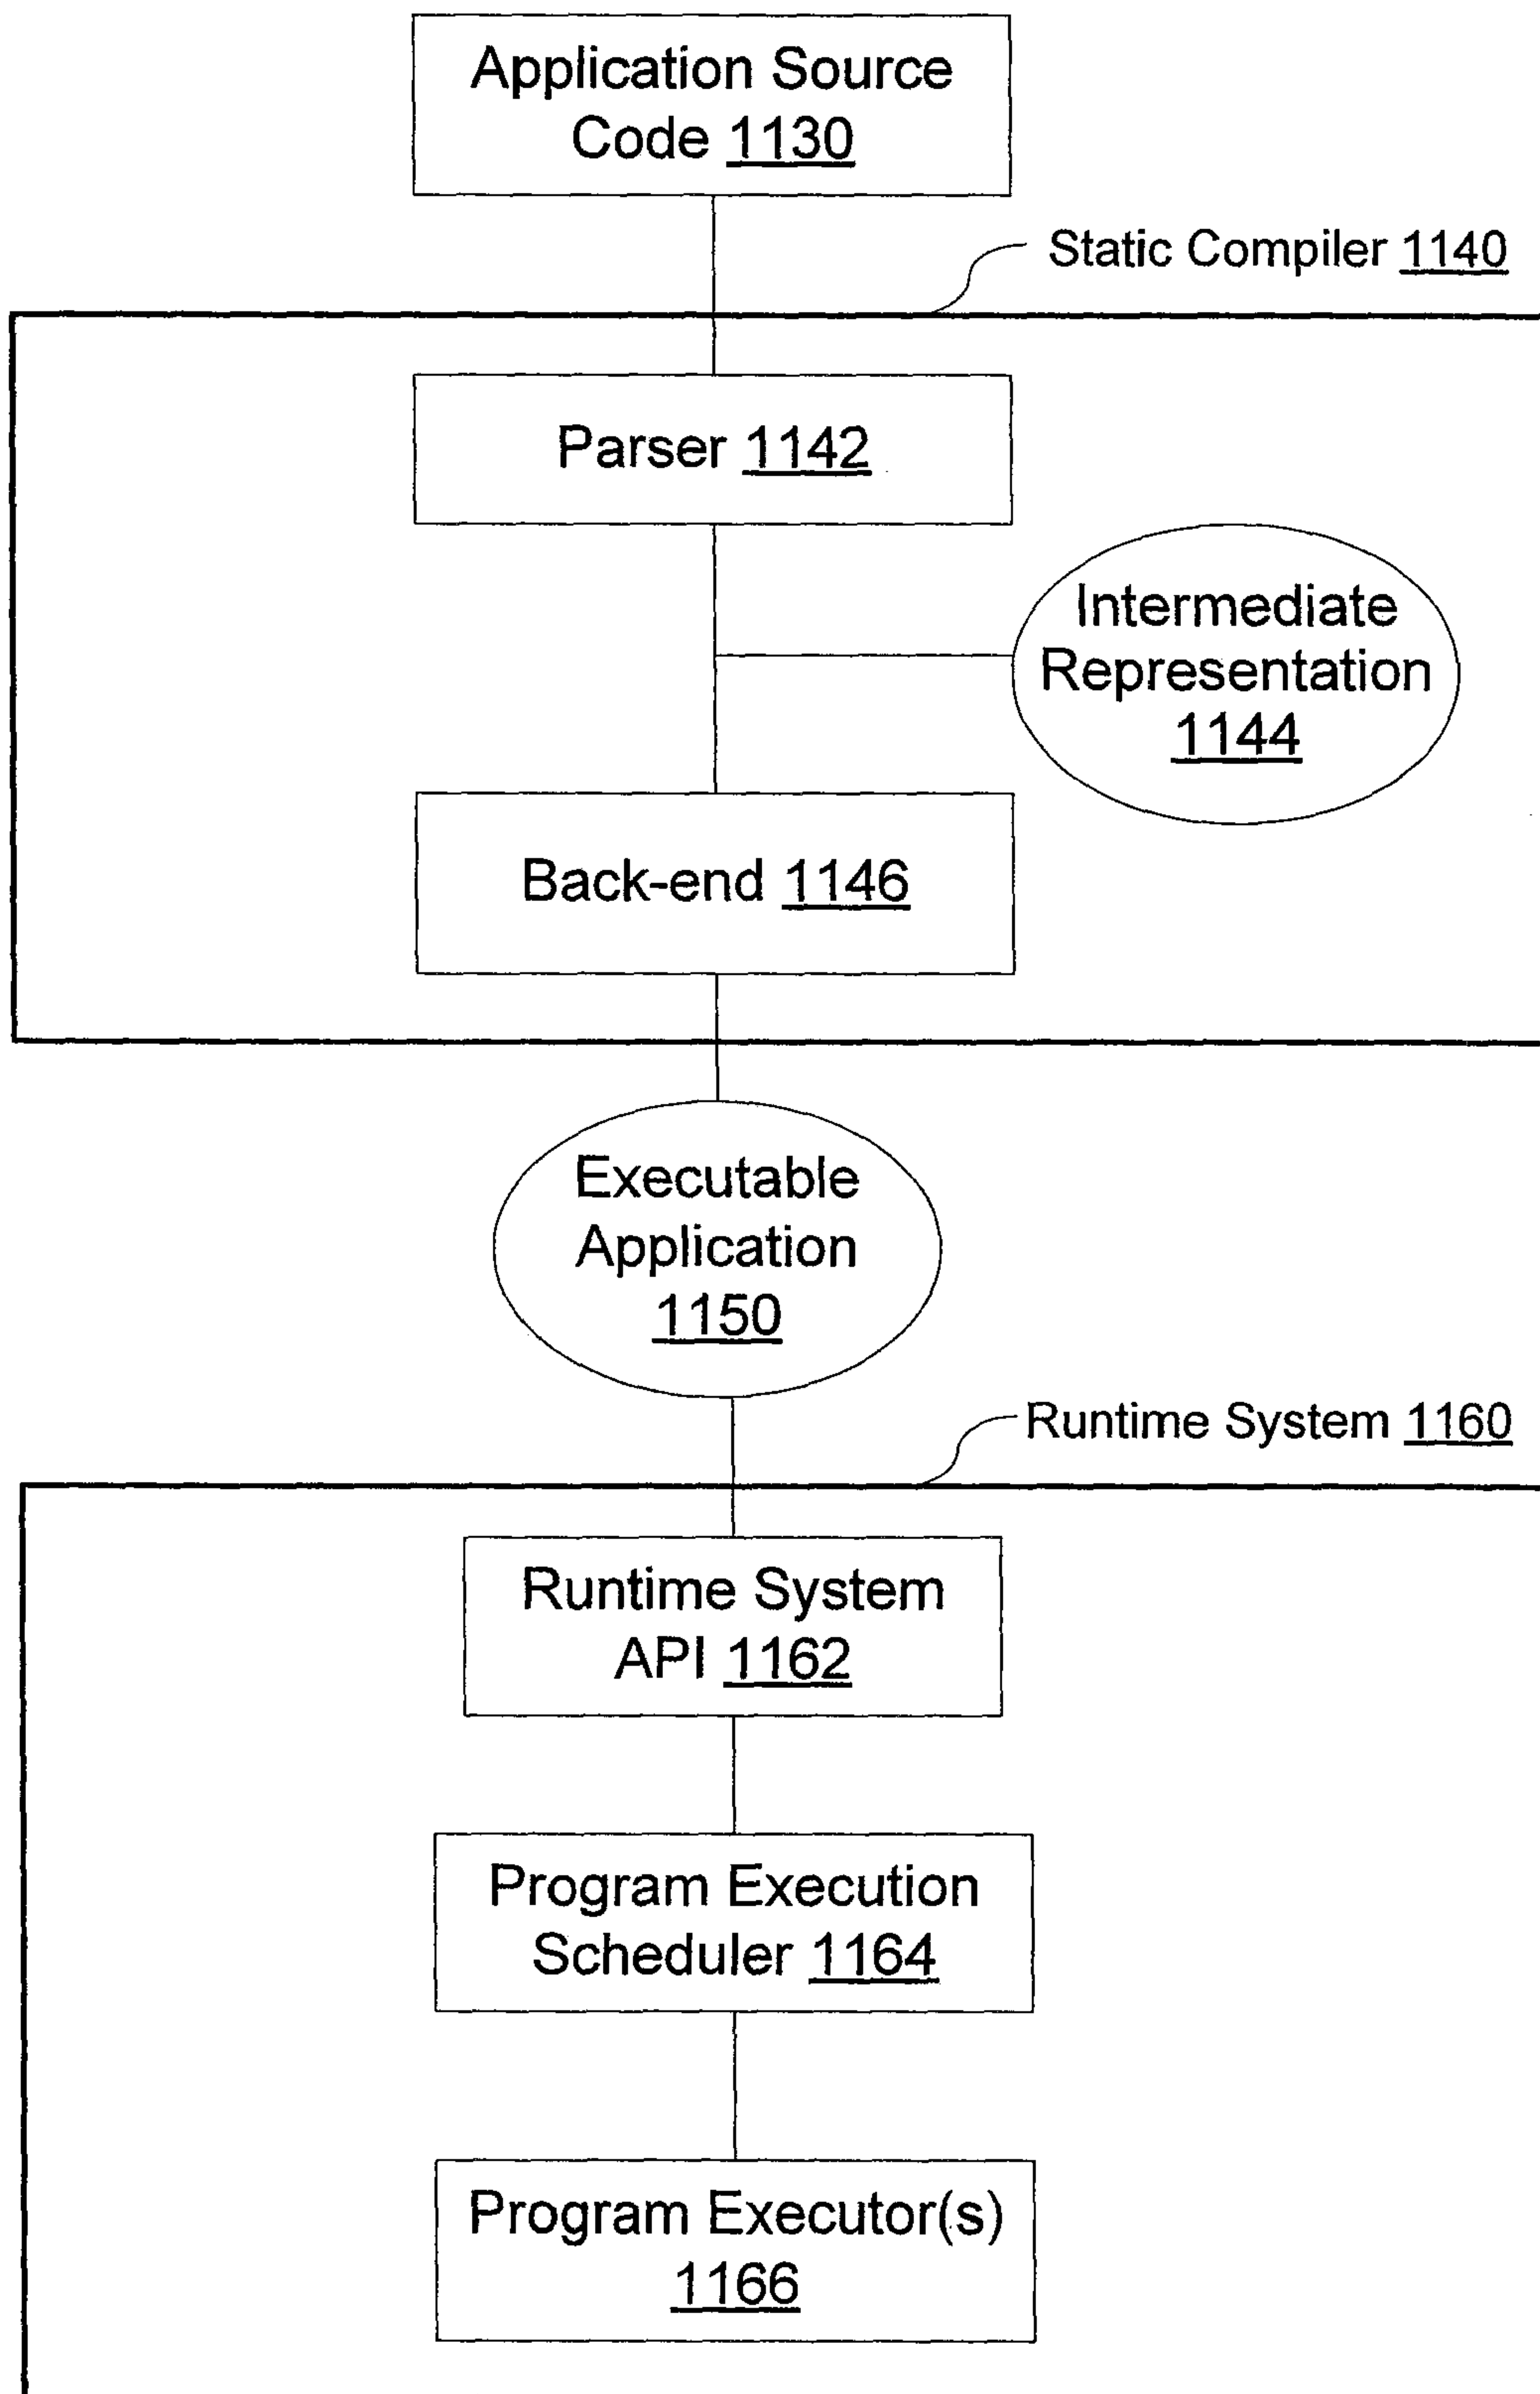 Application Source
Code 1130
Static Compiler 1140
Parser 1142
Intermediate
Representation
1144
Back-end 1146
Executable
Application
1150
Runtime System 1160
Runtime System
API 1162
Program Execution
Scheduler 1164
Program Executor(s)
1166